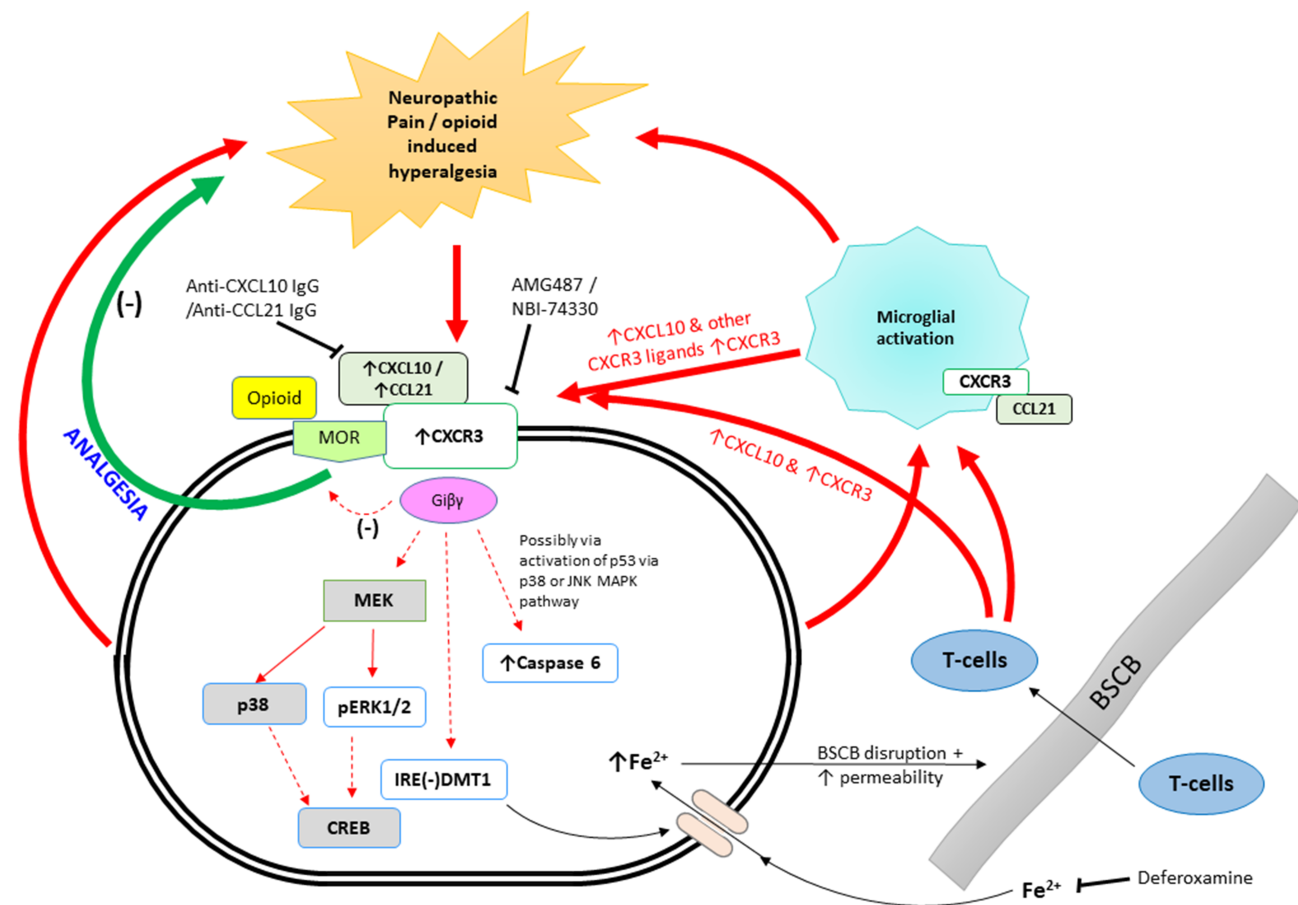 Neuropathic
Pain / opioid
induced
hyperalgesia
Anti-CXCL10 IgG
/Anti-CCL21 IgG
(-)
AMG487 /
NBI-74330
↑CXCL10 & other
CXCR3 ligands ↑CXCR3
Microglial
activation
CXCR3
CCL21
↑CXCL10 /
↑CCL21
Opioid
MOR
↑CXCR3
↑CXCL10 & ↑CXCR3
ANALGESIA
Giβγ
(-)
Possibly via
activation of p53 via
p38 or JNK MAPK
pathway
MEK
↑Caspase 6
p38
pERK1/2
T-cells
BSCB
IRE(-)DMT1
↑Fe²⁺
BSCB disruption +
↑ permeability
T-cells
CREB
Fe²⁺
Deferoxamine